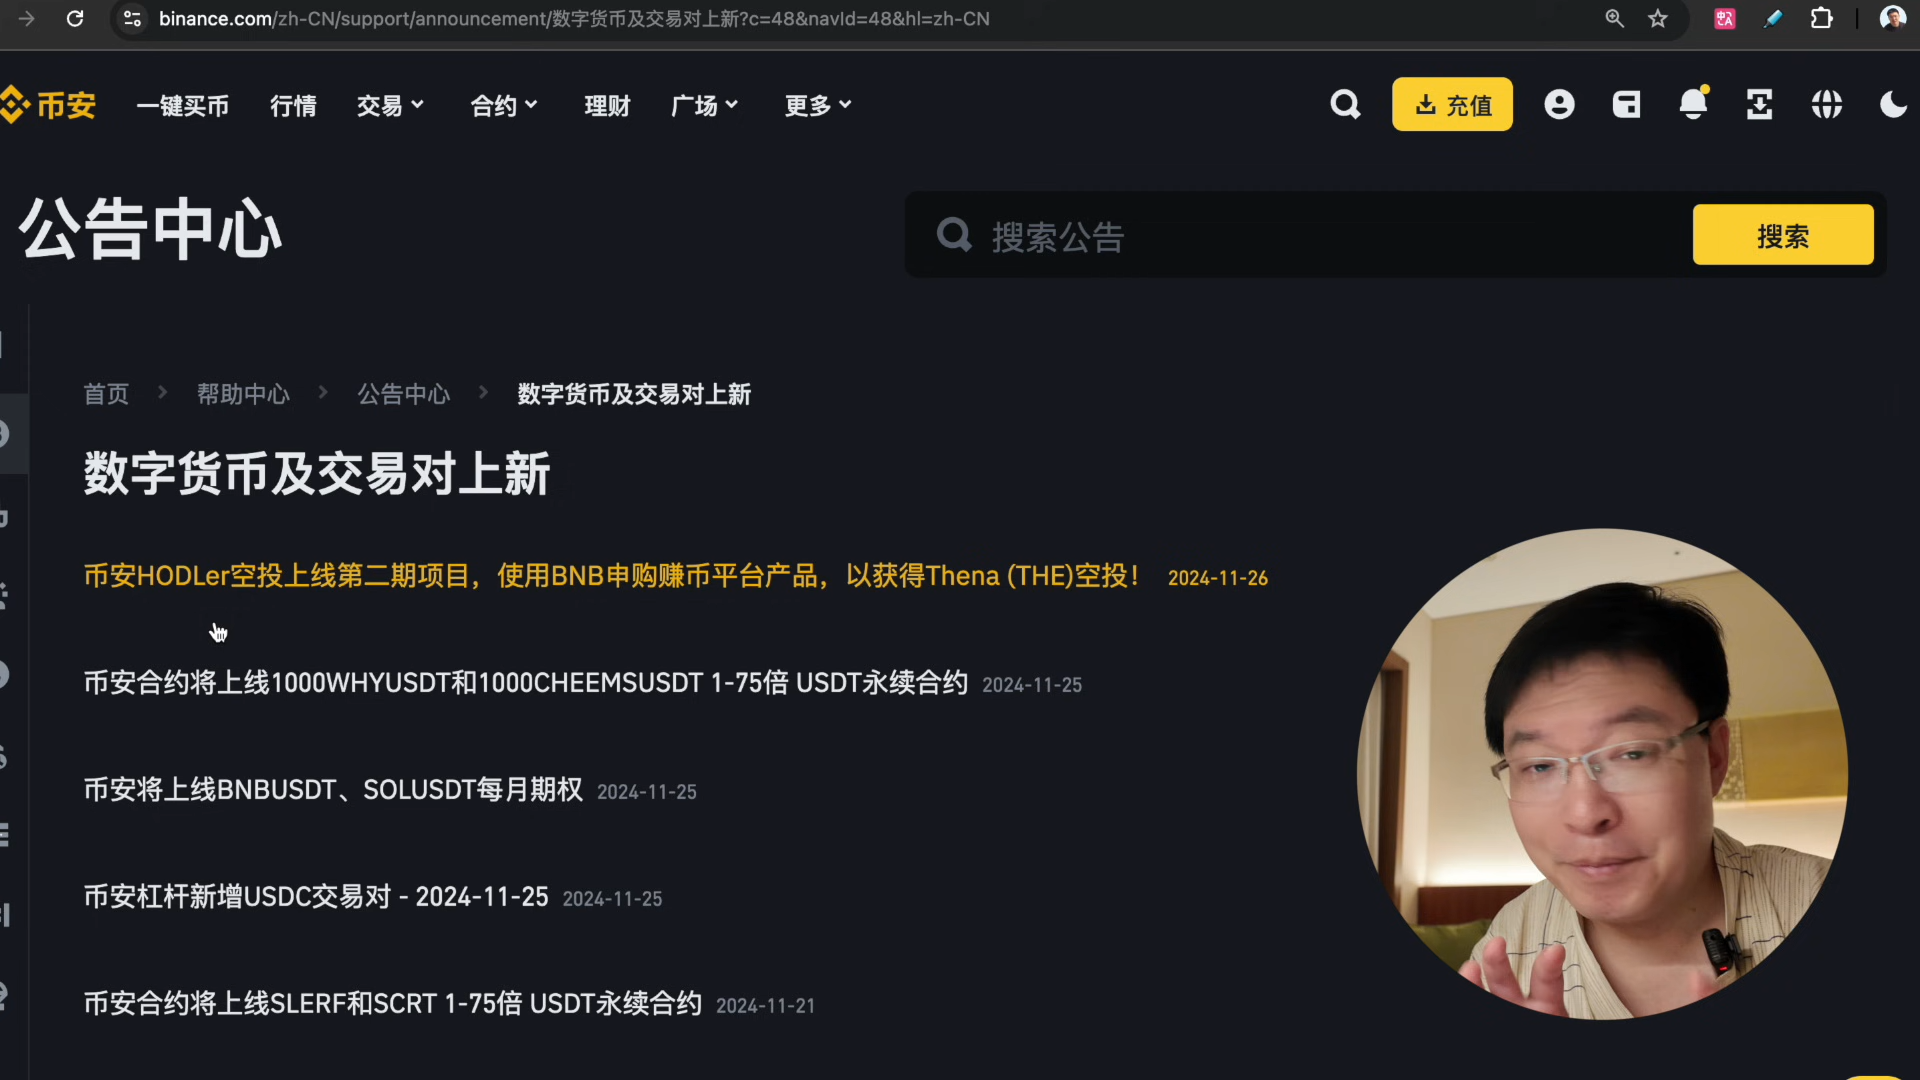 binance.com/zh-CN/support/announcement/数字货币及交易对上新?c=48&navId=48&hl=zh-CN
币安 一键买币 行情 交易 合约 理财 广场 更多 充值
公告中心
搜索公告 搜索
首页 > 帮助中心 > 公告中心 > 数字货币及交易对上新
数字货币及交易对上新
币安HODLer空投上线第二期项目，使用BNB申购赚币平台产品，以获得Thena (THE)空投！ 2024-11-26
币安合约将上线1000WHYUSDT和1000CHEEMSUSDT 1-75倍 USDT永续合约 2024-11-25
币安将上线BNBUSDT、SOLUSDT每月期权 2024-11-25
币安杠杆新增USDC交易对 - 2024-11-25 2024-11-25
币安合约将上线SLERF和SCRT 1-75倍 USDT永续合约 2024-11-21